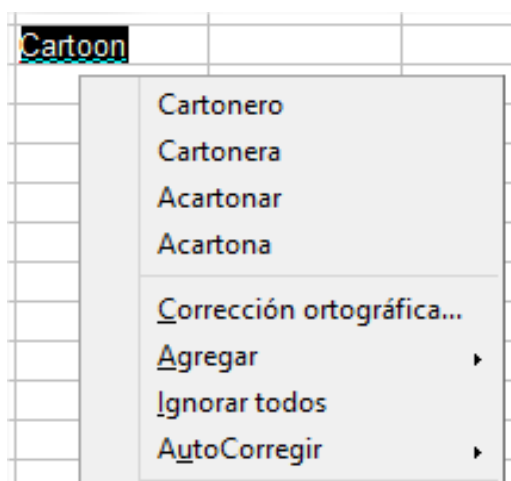 Cartoon
Cartonero
Cartonera
Acartonar
Acartona
Corrección ortográfica...
Agregar
Ignorar todos
AutoCorregir